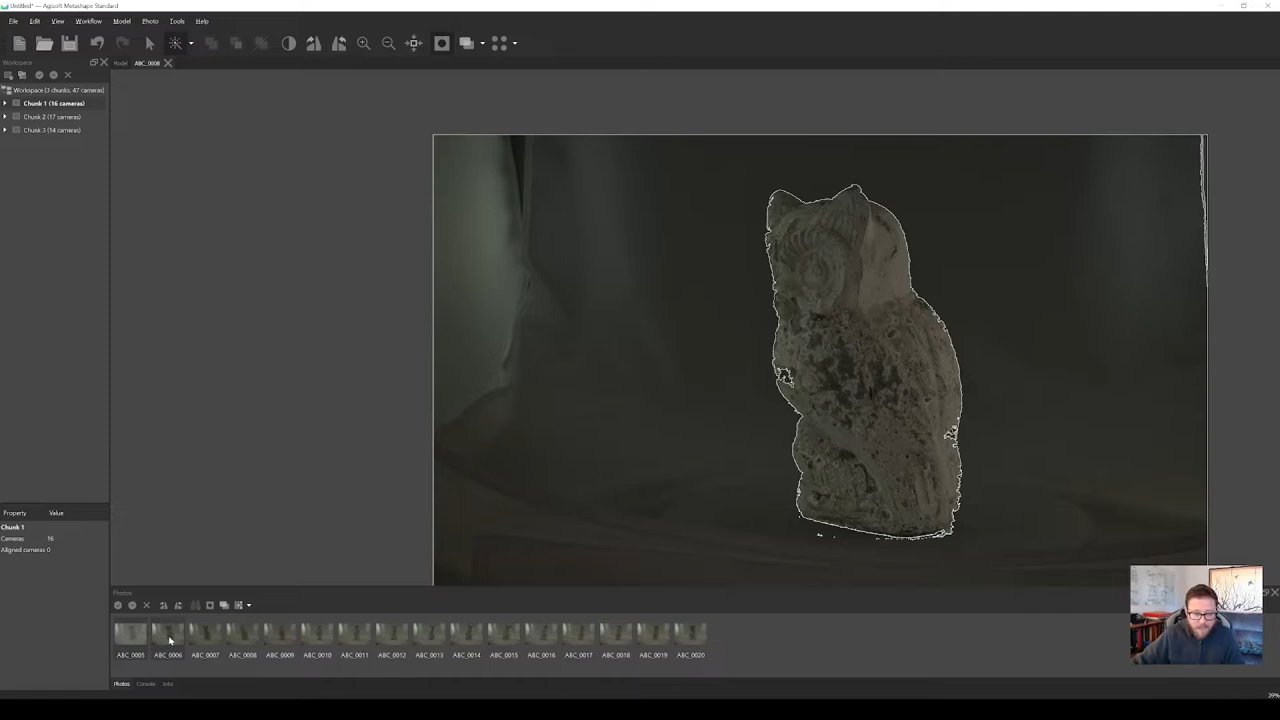 Untitled* — Agisoft Metashape Standard
File Edit View Workflow Model Photo Tools Help
Workspace
Model ABC_0008
Workspace (3 chunks, 47 cameras)
Chunk 1 (16 cameras)
Chunk 2 (17 cameras)
Chunk 3 (14 cameras)
Property Value
Chunk 1
Cameras 16
Aligned cameras 0
Photos
ABC_0005 ABC_0006 ABC_0007 ABC_0008 ABC_0009 ABC_0010 ABC_0011 ABC_0012 ABC_0013 ABC_0014 ABC_0015 ABC_0016 ABC_0017 ABC_0018 ABC_0019 ABC_0020
Photos Console Jobs